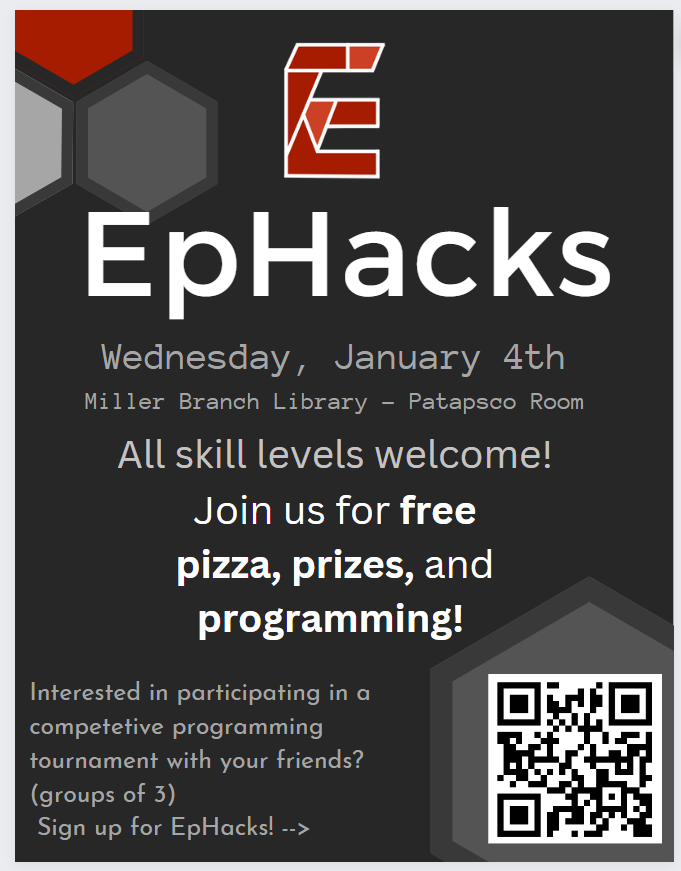 E
EpHacks
Wednesday, January 4th
Miller Branch Library - Patapsco Room
All skill levels welcome!
Join us for free
pizza, prizes, and
programming!
Interested in participating in a
competetive programming
tournament with your friends?
(groups of 3)
Sign up for EpHacks! -->